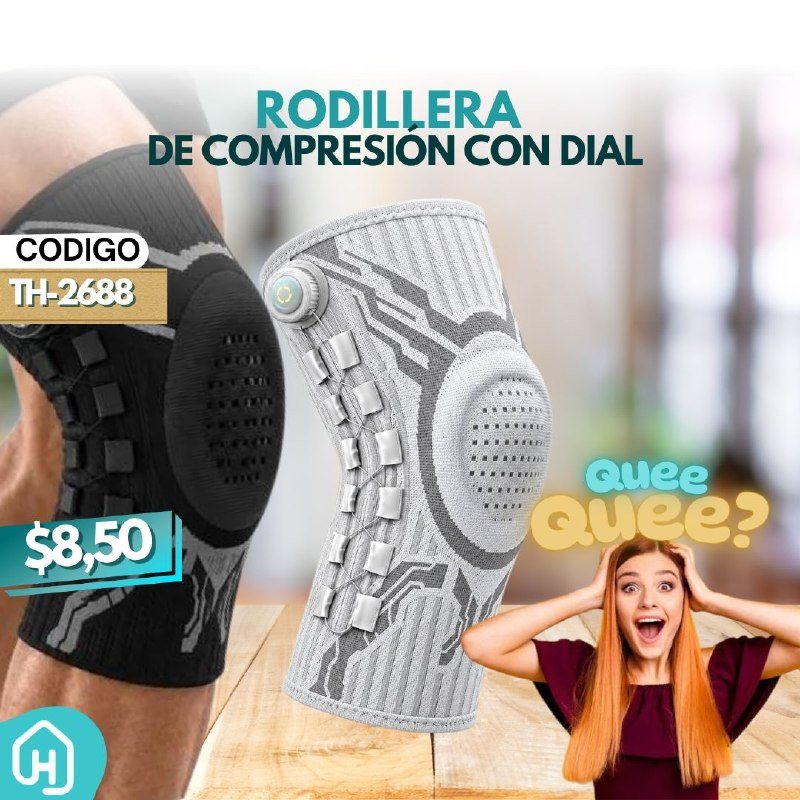 RODILLERA
DE COMPRESIÓN CON DIAL
CODIGO
TH-2688
$8,50
Quee
Quee?